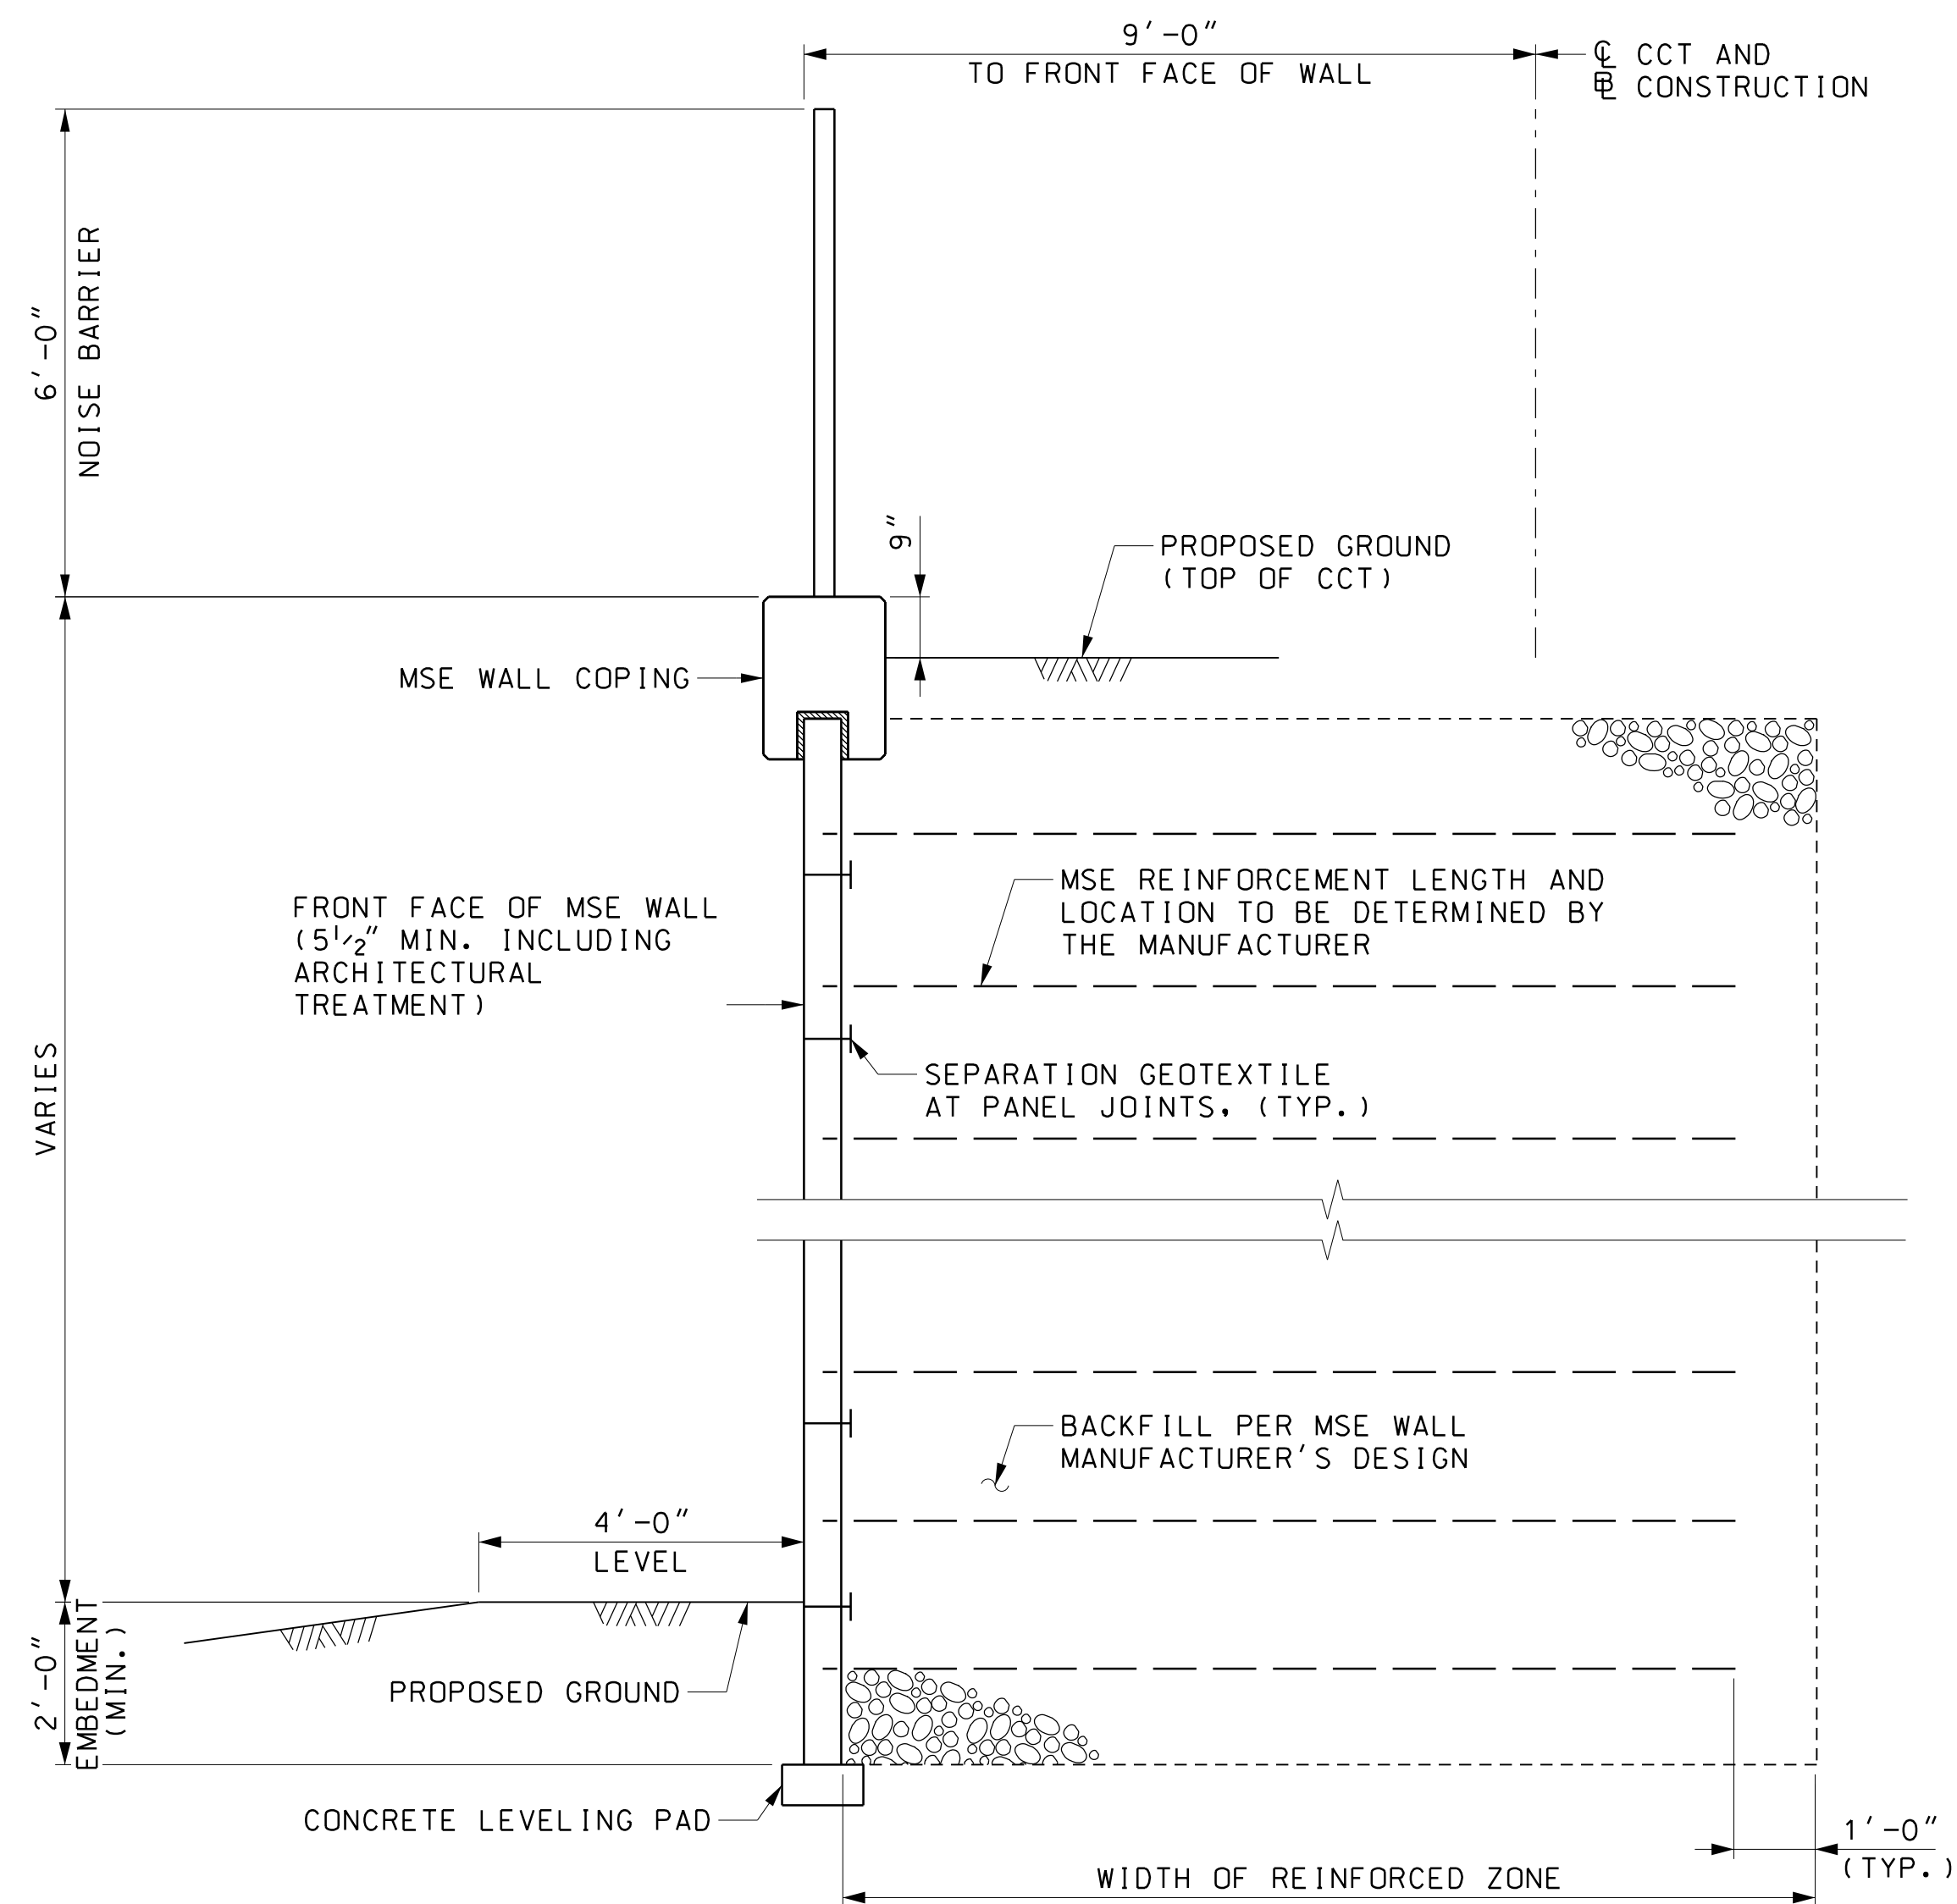 9'-0"
TO FRONT FACE OF WALL
℄ CCT AND
BL CONSTRUCTION
6'-0"
NOISE BARRIER
9"
PROPOSED GROUND
(TOP OF CCT)
MSE WALL COPING
FRONT FACE OF MSE WALL
(5 1/2" MIN. INCLUDING
ARCHITECTURAL
TREATMENT)
MSE REINFORCEMENT LENGTH AND
LOCATION TO BE DETERMINED BY
THE MANUFACTURER
VARIES
SEPARATION GEOTEXTILE
AT PANEL JOINTS, (TYP.)
BACKFILL PER MSE WALL
MANUFACTURER'S DESIGN
4'-0"
LEVEL
2'-0"
EMBEDMENT
(MIN.)
PROPOSED GROUND
CONCRETE LEVELING PAD
1'-0"
(TYP.)
WIDTH OF REINFORCED ZONE